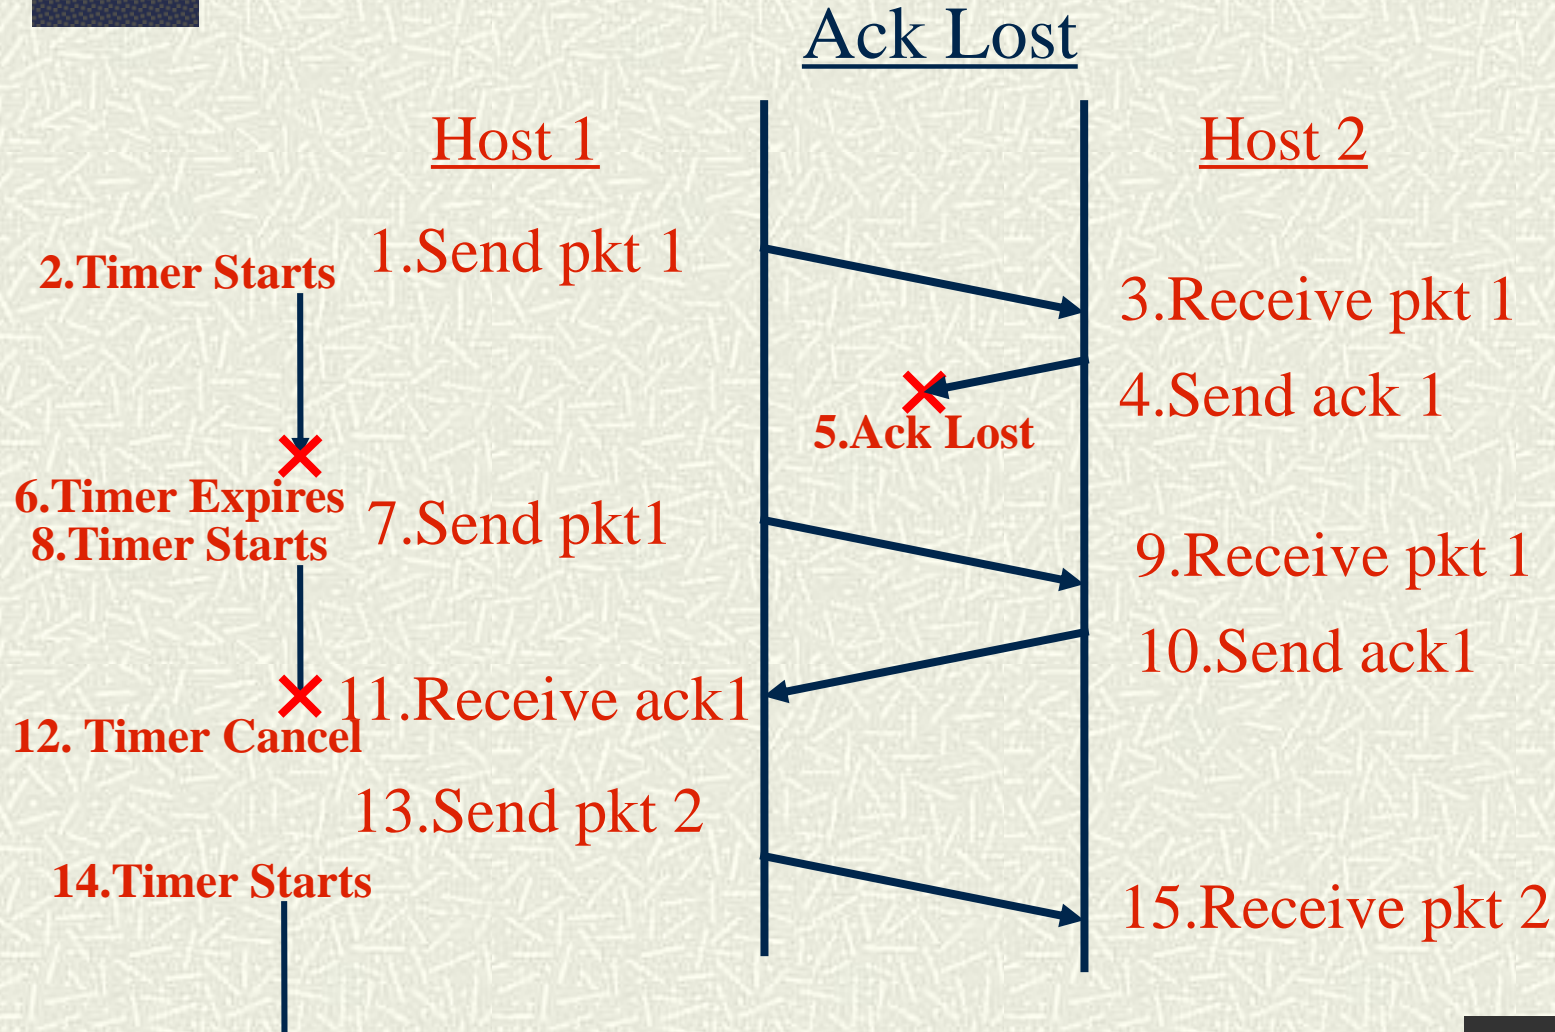 Ack Lost
Host 1
Host 2
1.Send pkt 1
2.Timer Starts
3.Receive pkt 1
4.Send ack 1
5.Ack Lost
6.Timer Expires
7.Send pkt1
8.Timer Starts
9.Receive pkt 1
10.Send ack1
11.Receive ack1
12. Timer Cancel
13.Send pkt 2
14.Timer Starts
15.Receive pkt 2